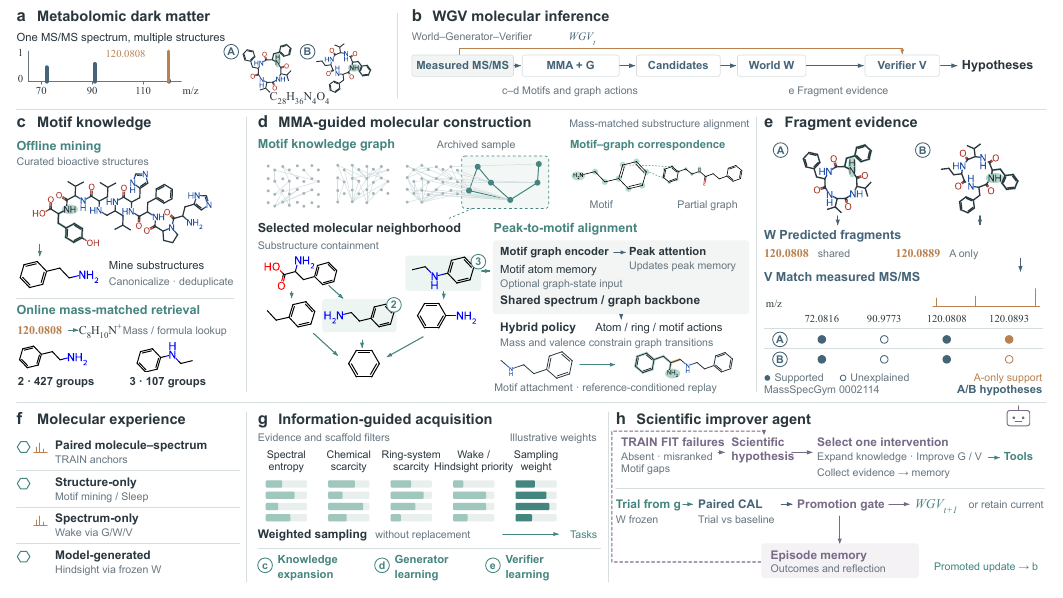 a Metabolomic dark matter
One MS/MS spectrum, multiple structures
1
0
120.0808
70
90
110
m/z
A
B
C28H36N4O4
b WGV molecular inference
World–Generator–Verifier
WGVt
Measured MS/MS
MMA + G
Candidates
World W
Verifier V
Hypotheses
c–d Motifs and graph actions
e Fragment evidence
c Motif knowledge
Offline mining
Curated bioactive structures
Mine substructures
Canonicalize · deduplicate
Online mass-matched retrieval
120.0808 → C8H10N+ Mass / formula lookup
2 · 427 groups
3 · 107 groups
d MMA-guided molecular construction
Mass-matched substructure alignment
Motif knowledge graph
Archived sample
Motif–graph correspondence
Motif
Partial graph
Selected molecular neighborhood
Substructure containment
3
2
Peak-to-motif alignment
Motif graph encoder → Peak attention
Motif atom memory
Updates peak memory
Optional graph-state input
Shared spectrum / graph backbone
Hybrid policy
Atom / ring / motif actions
Mass and valence constrain graph transitions
Motif attachment · reference-conditioned replay
e Fragment evidence
A
B
W Predicted fragments
120.0808 shared
120.0889 A only
V Match measured MS/MS
m/z
72.0816
90.9773
120.0808
120.0893
A
B
Supported
Unexplained
A-only support
MassSpecGym 0002114
A/B hypotheses
f Molecular experience
Paired molecule–spectrum
TRAIN anchors
Structure-only
Motif mining / Sleep
Spectrum-only
Wake via G/W/V
Model-generated
Hindsight via frozen W
g Information-guided acquisition
Evidence and scaffold filters
Illustrative weights
Spectral entropy
Chemical scarcity
Ring-system scarcity
Wake / Hindsight priority
Sampling weight
Weighted sampling without replacement
Tasks
c Knowledge expansion
d Generator learning
e Verifier learning
h Scientific improver agent
TRAIN FIT failures
Absent · misranked
Motif gaps
Scientific hypothesis
Select one intervention
Expand knowledge · Improve G / V → Tools
Collect evidence → memory
Trial from g
W frozen
Paired CAL
Trial vs baseline
Promotion gate
WGVt+1
or retain current
Episode memory
Outcomes and reflection
Promoted update → b